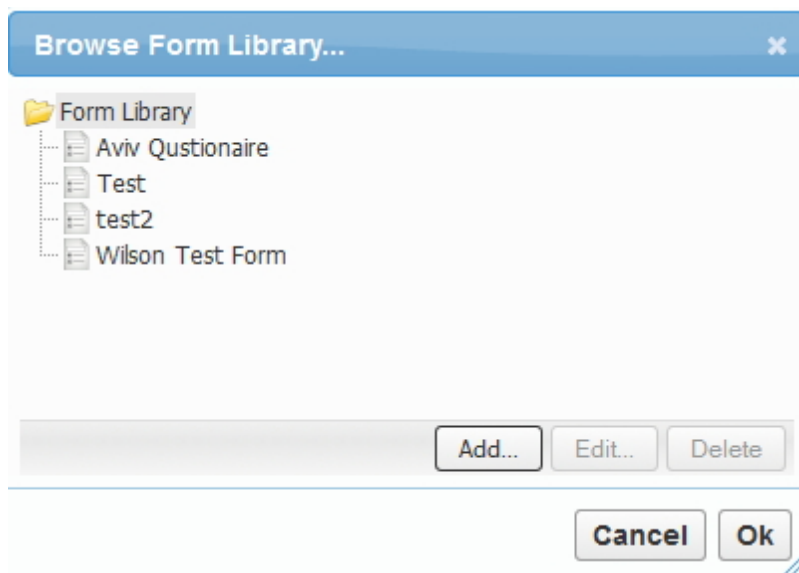 Browse Form Library...
Form Library
Aviv Qustionaire
Test
test2
Wilson Test Form
Add... Edit... Delete
Cancel Ok